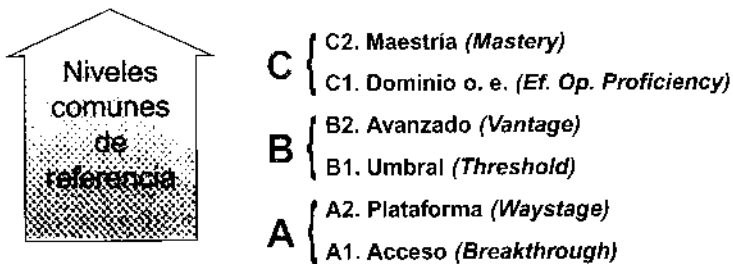 Niveles
comunes
de
referencia
C
C2. Maestría (Mastery)
C1. Dominio o. e. (Ef. Op. Proficiency)
B
B2. Avanzado (Vantage)
B1. Umbral (Threshold)
A
A2. Plataforma (Waystage)
A1. Acceso (Breakthrough)